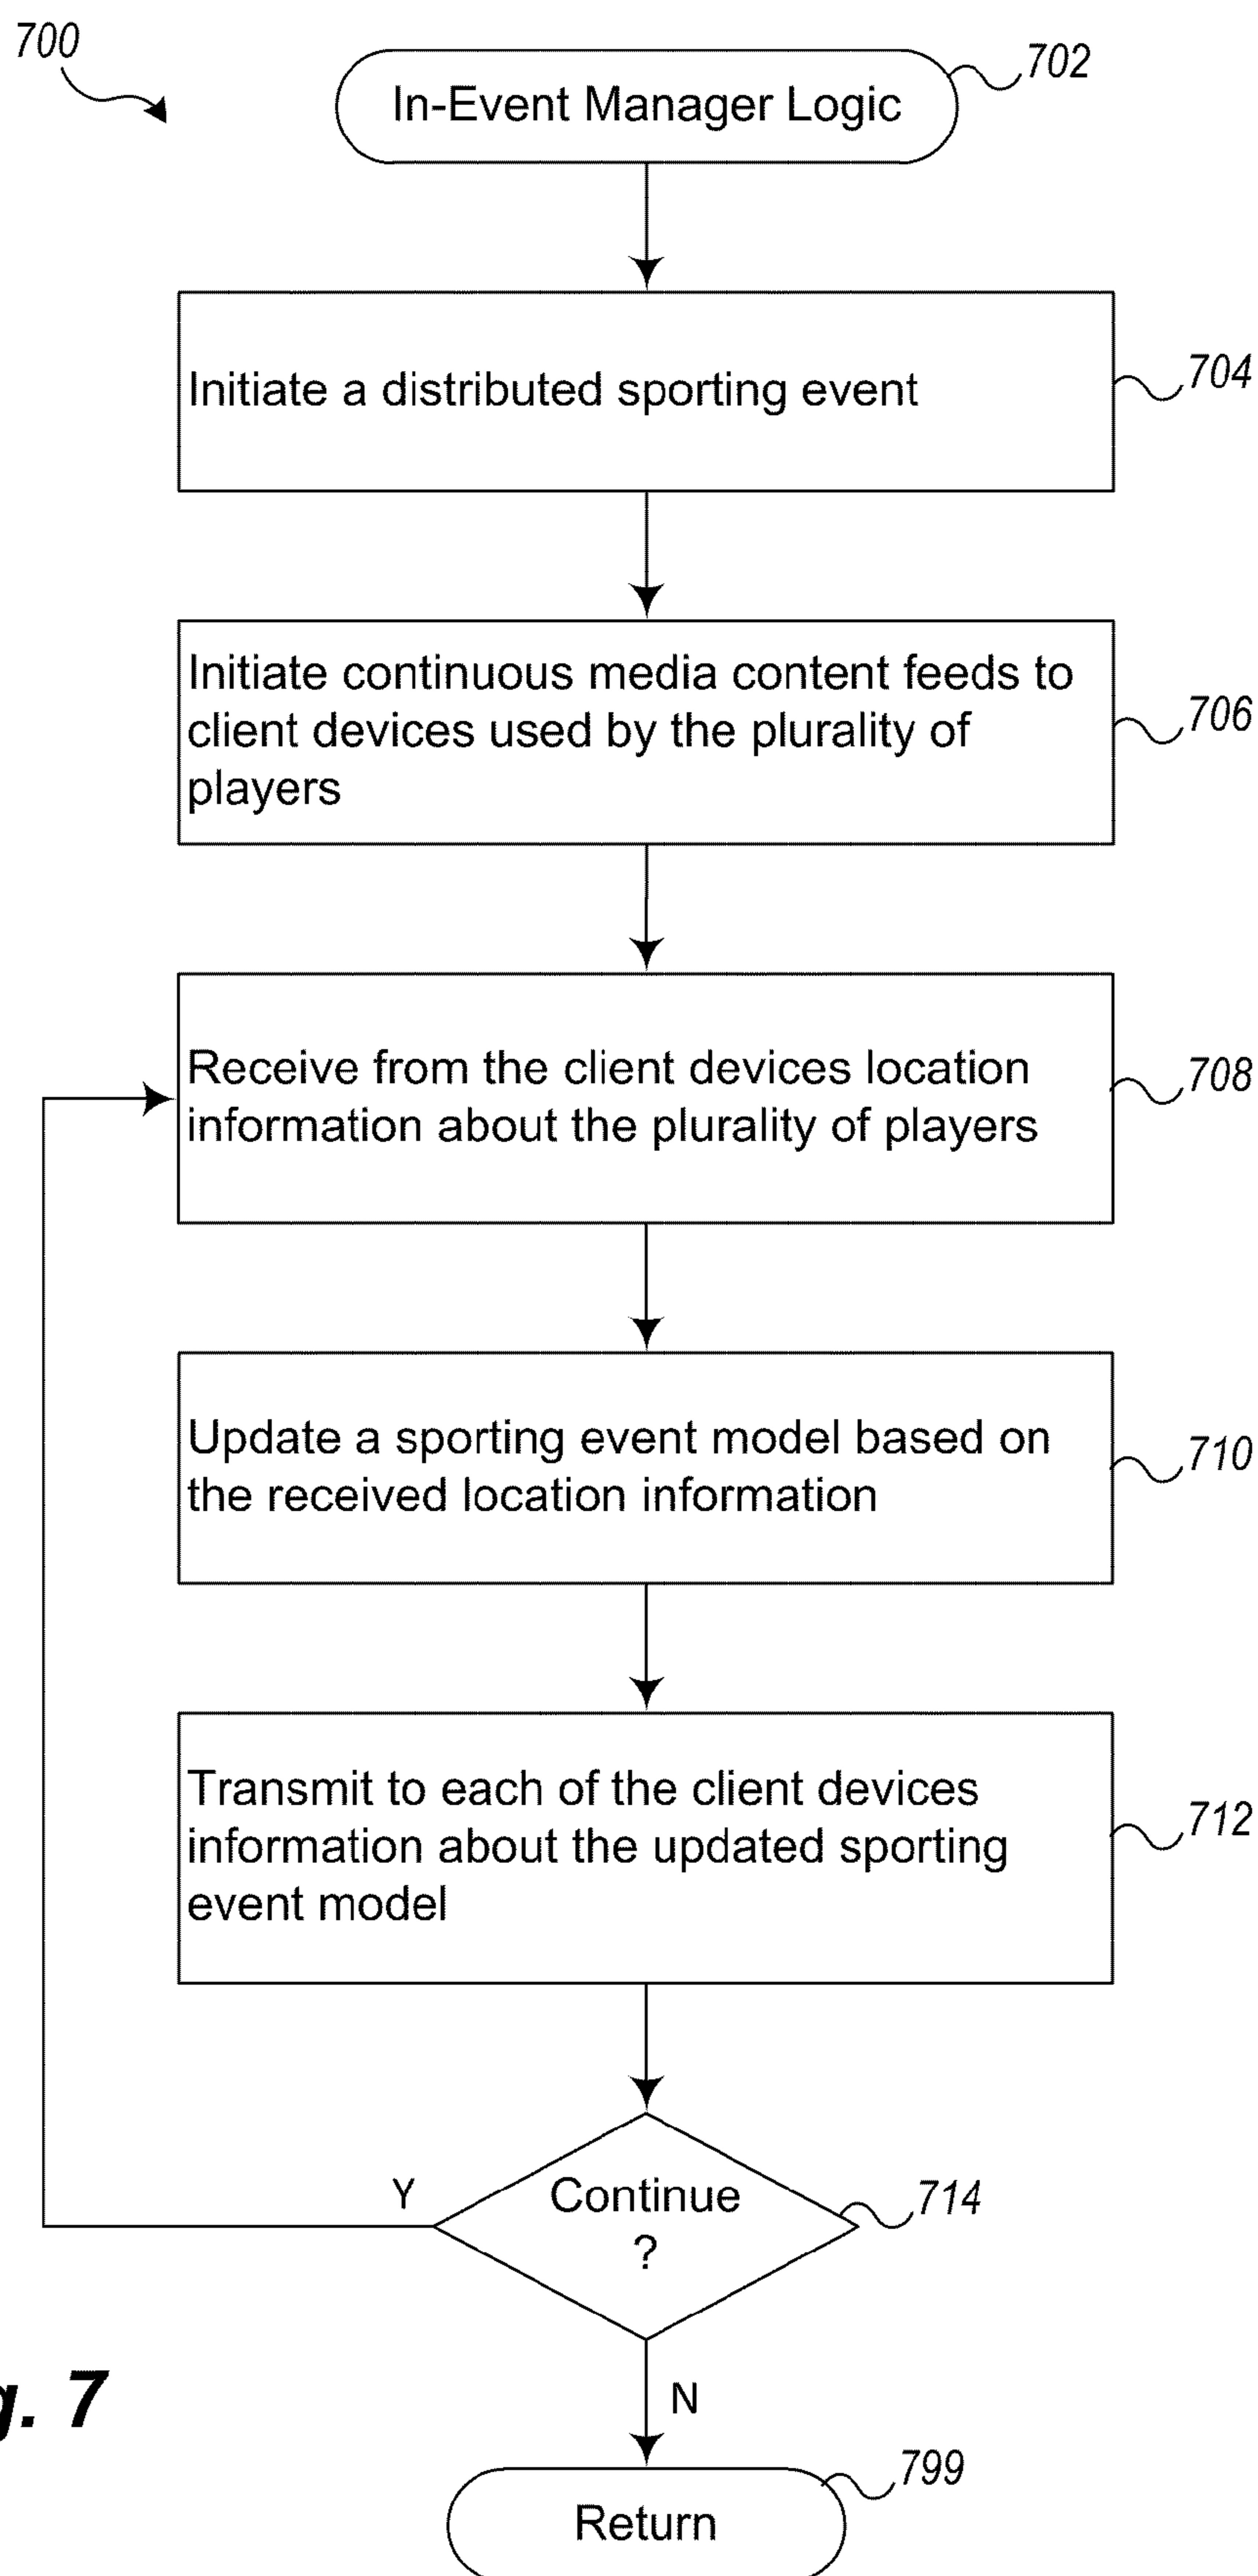 700
702
In-Event Manager Logic
704
Initiate a distributed sporting event
706
Initiate continuous media content feeds to
client devices used by the plurality of
players
708
Receive from the client devices location
information about the plurality of players
710
Update a sporting event model based on
the received location information
712
Transmit to each of the client devices
information about the updated sporting
event model
714
Y
Continue
?
N
7
799
Return